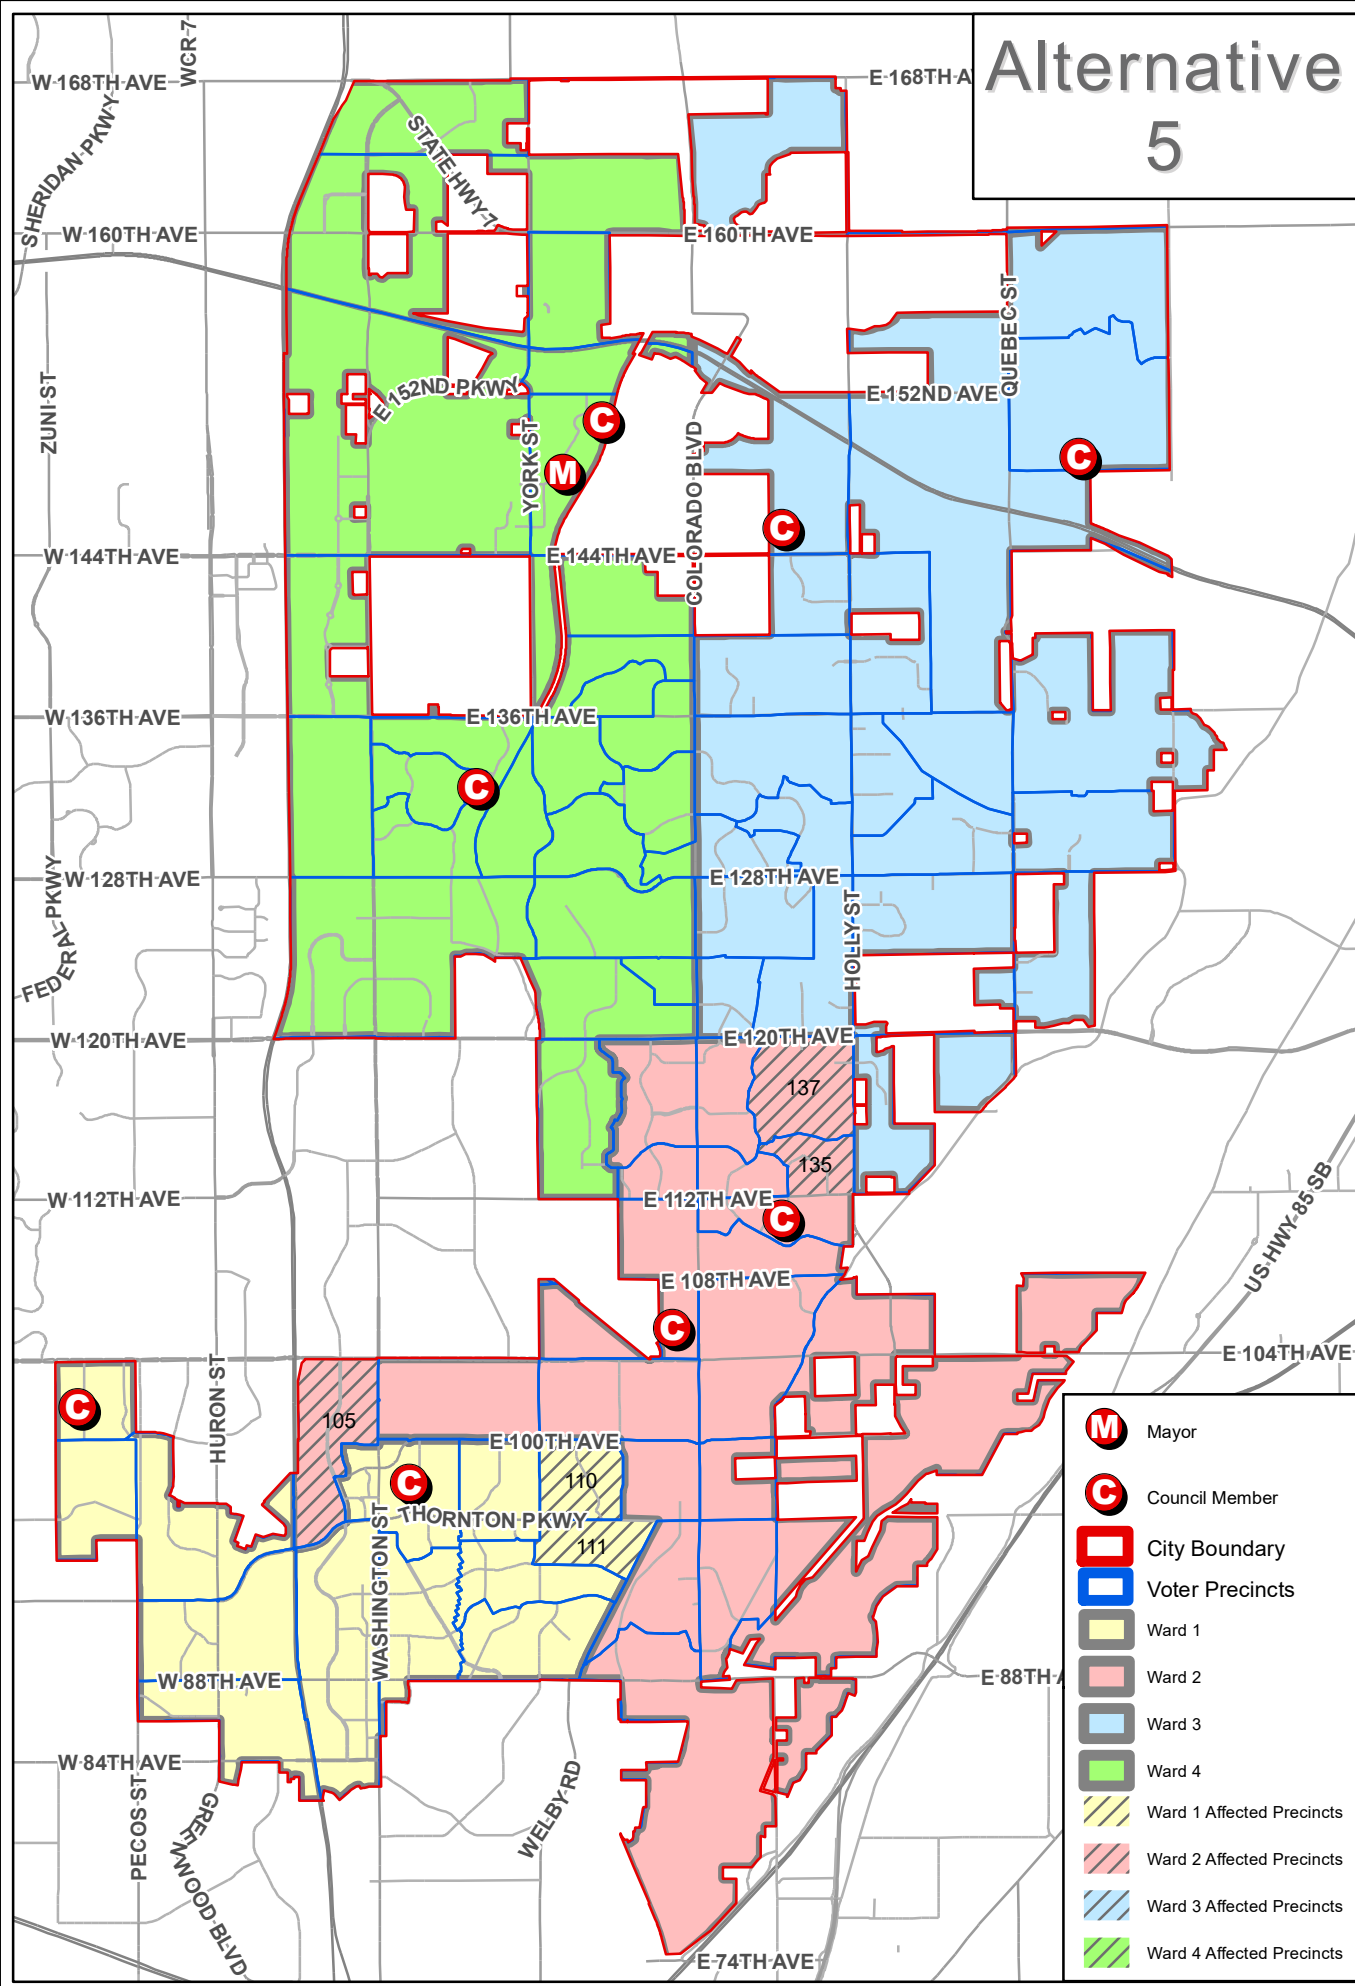 Alternative
5
W 168TH AVE
WCR-7
E 168TH A
SHERIDAN PKWY
STATE HWY 7
W 160TH AVE
E 160TH AVE
QUEBEC ST
ZUNI ST
E 152ND PKWY
E 152ND AVE
YORK ST
COLORADO BLVD
C
M
C
C
W 144TH AVE
E 144TH AVE
W 136TH AVE
E 136TH AVE
C
FEDERAL PKWY
W 128TH AVE
E 128TH AVE
HOLLY ST
W 120TH AVE
E 120TH AVE
137
135
W 112TH AVE
E 112TH AVE
C
US HWY 85 SB
E 108TH AVE
C
E 104TH AVE
HURON ST
C
105
E 100TH AVE
C
110
THORNTON PKWY
111
WASHINGTON ST
W 88TH AVE
E 88TH A
W 84TH AVE
PECOS ST
GREENWOOD BLVD
WELBY RD
E 74TH AVE
M Mayor
C Council Member
City Boundary
Voter Precincts
Ward 1
Ward 2
Ward 3
Ward 4
Ward 1 Affected Precincts
Ward 2 Affected Precincts
Ward 3 Affected Precincts
Ward 4 Affected Precincts